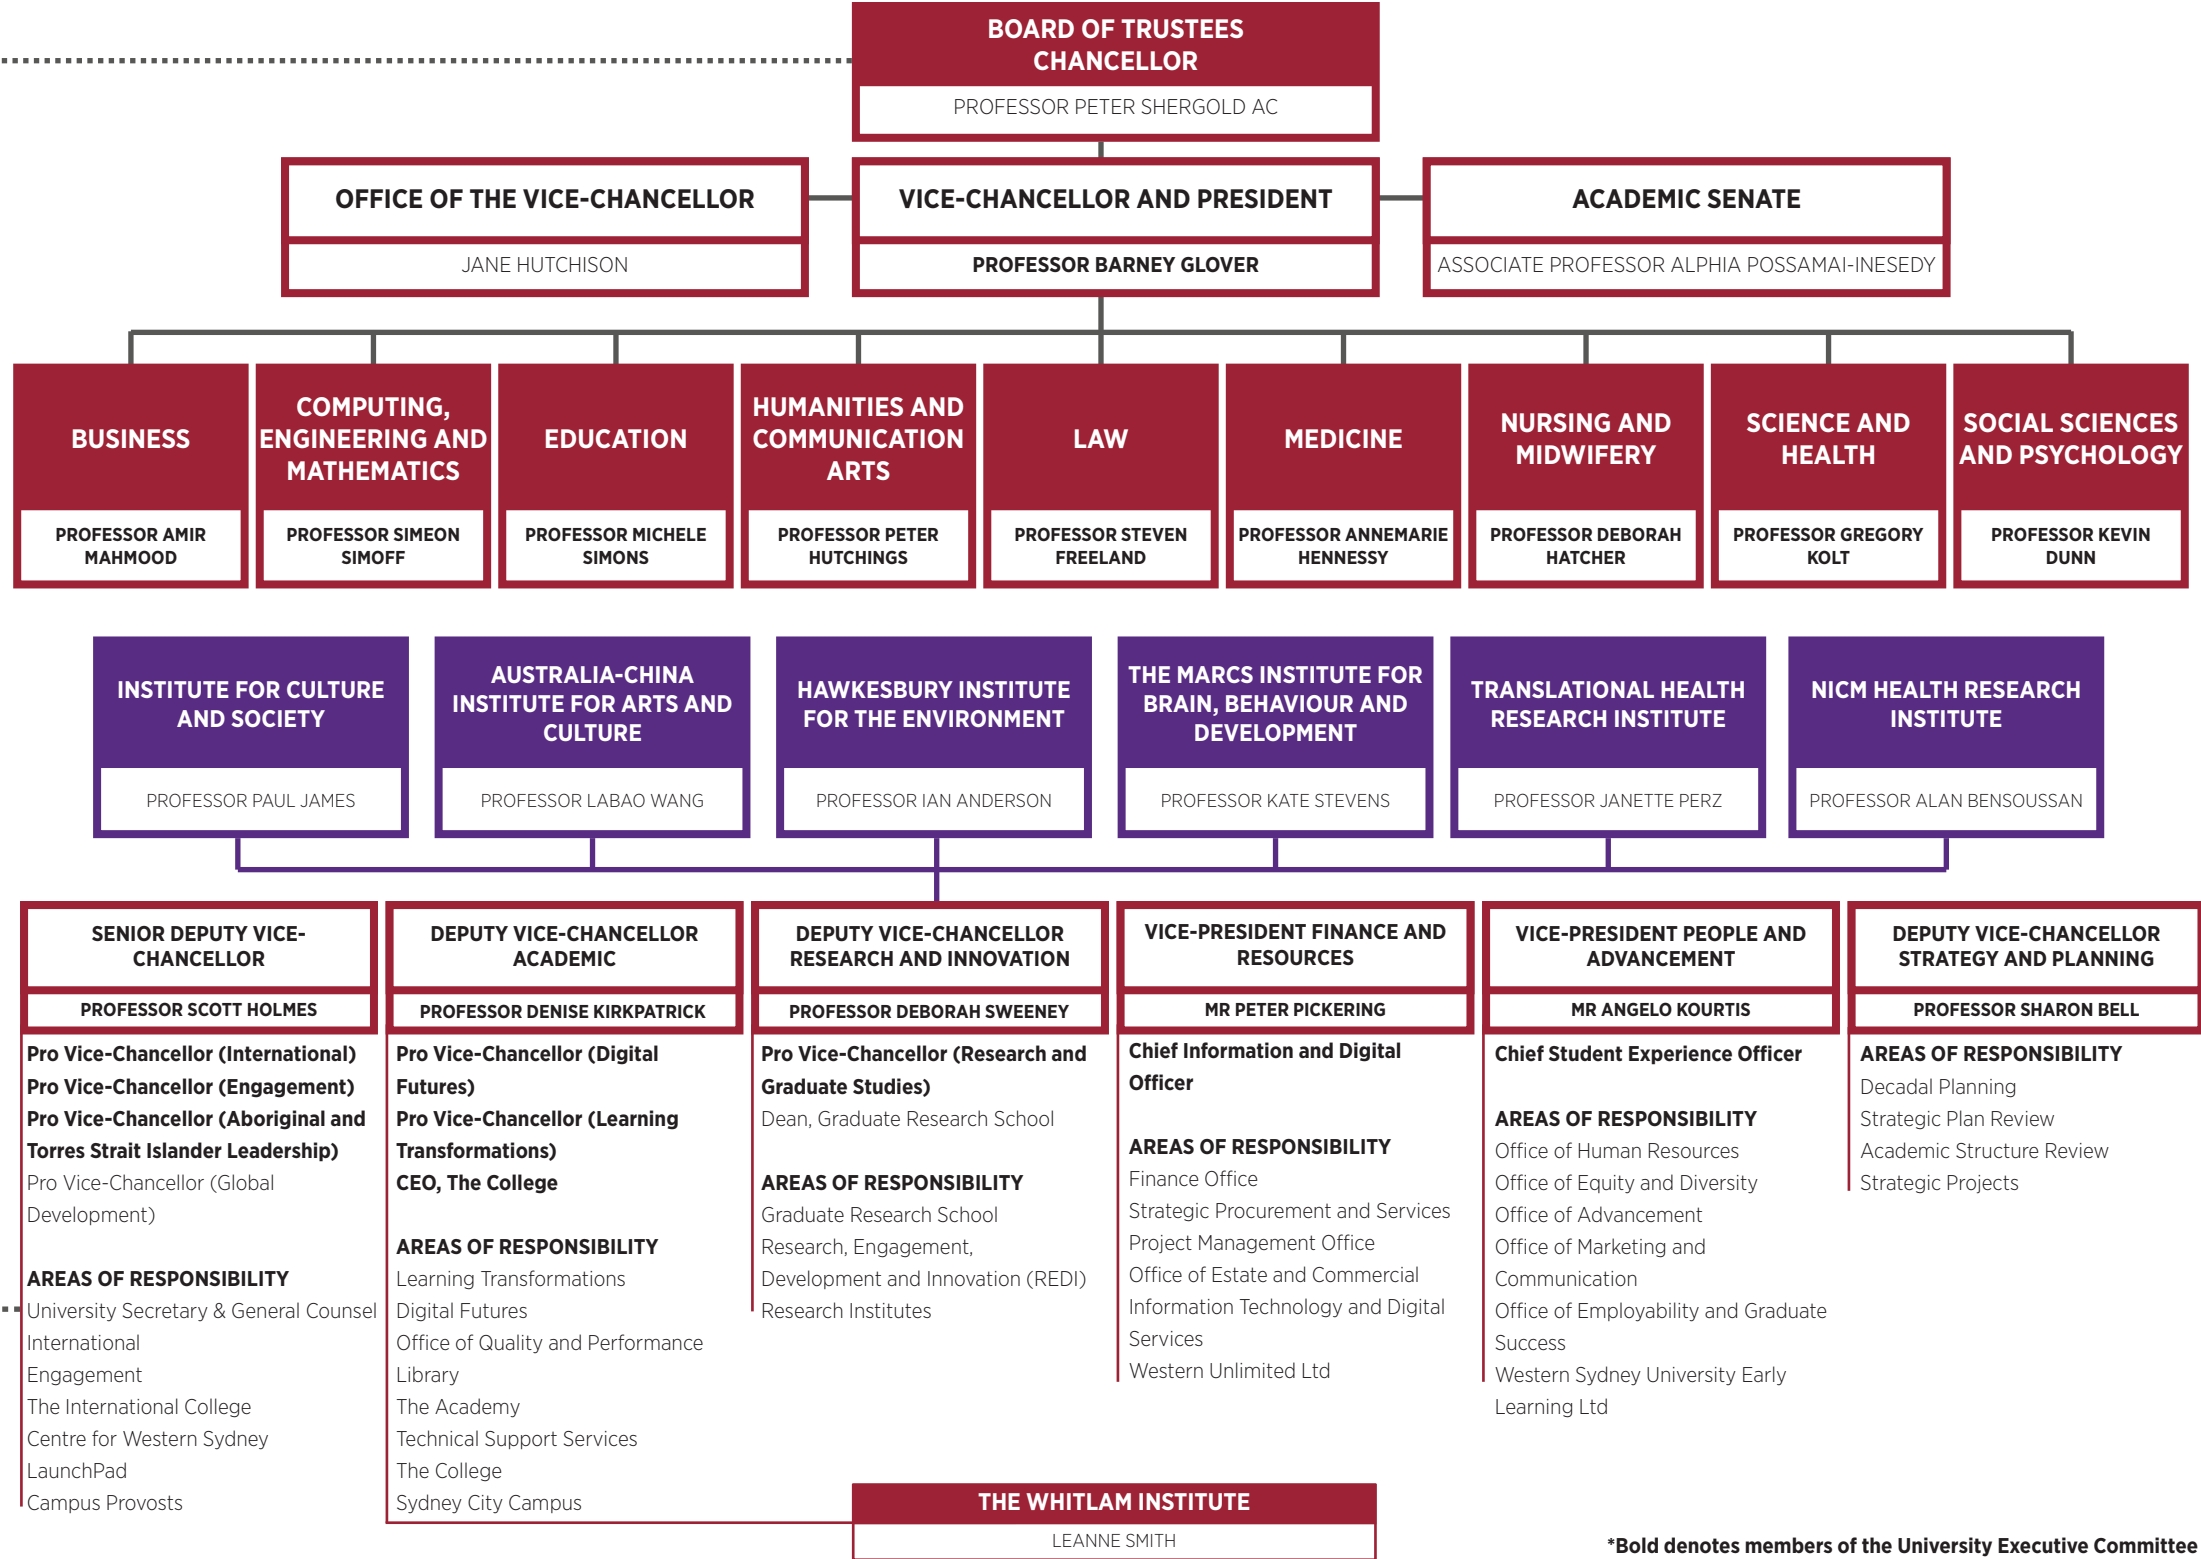 BOARD OF TRUSTEES
CHANCELLOR
PROFESSOR PETER SHERGOLD AC
OFFICE OF THE VICE-CHANCELLOR
JANE HUTCHISON
VICE-CHANCELLOR AND PRESIDENT
PROFESSOR BARNEY GLOVER
ACADEMIC SENATE
ASSOCIATE PROFESSOR ALPHIA POSSAMAI-INESEDY
BUSINESS
PROFESSOR AMIR
MAHMOOD
COMPUTING,
ENGINEERING AND
MATHEMATICS
PROFESSOR SIMEON
SIMOFF
EDUCATION
PROFESSOR MICHELE
SIMONS
HUMANITIES AND
COMMUNICATION
ARTS
PROFESSOR PETER
HUTCHINGS
LAW
PROFESSOR STEVEN
FREELAND
MEDICINE
PROFESSOR ANNEMARIE
HENNESSY
NURSING AND
MIDWIFERY
PROFESSOR DEBORAH
HATCHER
SCIENCE AND
HEALTH
PROFESSOR GREGORY
KOLT
SOCIAL SCIENCES
AND PSYCHOLOGY
PROFESSOR KEVIN
DUNN
INSTITUTE FOR CULTURE
AND SOCIETY
PROFESSOR PAUL JAMES
AUSTRALIA-CHINA
INSTITUTE FOR ARTS AND
CULTURE
PROFESSOR LABAO WANG
HAWKESBURY INSTITUTE
FOR THE ENVIRONMENT
PROFESSOR IAN ANDERSON
THE MARCS INSTITUTE FOR
BRAIN, BEHAVIOUR AND
DEVELOPMENT
PROFESSOR KATE STEVENS
TRANSLATIONAL HEALTH
RESEARCH INSTITUTE
PROFESSOR JANETTE PERZ
NICM HEALTH RESEARCH
INSTITUTE
PROFESSOR ALAN BENSOUSSAN
SENIOR DEPUTY VICE-
CHANCELLOR
PROFESSOR SCOTT HOLMES
Pro Vice-Chancellor (International)
Pro Vice-Chancellor (Engagement)
Pro Vice-Chancellor (Aboriginal and
Torres Strait Islander Leadership)
Pro Vice-Chancellor (Global
Development)
AREAS OF RESPONSIBILITY
University Secretary & General Counsel
International
Engagement
The International College
Centre for Western Sydney
LaunchPad
Campus Provosts
DEPUTY VICE-CHANCELLOR
ACADEMIC
PROFESSOR DENISE KIRKPATRICK
Pro Vice-Chancellor (Digital
Futures)
Pro Vice-Chancellor (Learning
Transformations)
CEO, The College
AREAS OF RESPONSIBILITY
Learning Transformations
Digital Futures
Office of Quality and Performance
Library
The Academy
Technical Support Services
The College
Sydney City Campus
DEPUTY VICE-CHANCELLOR
RESEARCH AND INNOVATION
PROFESSOR DEBORAH SWEENEY
Pro Vice-Chancellor (Research and
Graduate Studies)
Dean, Graduate Research School
AREAS OF RESPONSIBILITY
Graduate Research School
Research, Engagement,
Development and Innovation (REDI)
Research Institutes
VICE-PRESIDENT FINANCE AND
RESOURCES
MR PETER PICKERING
Chief Information and Digital
Officer
AREAS OF RESPONSIBILITY
Finance Office
Strategic Procurement and Services
Project Management Office
Office of Estate and Commercial
Information Technology and Digital
Services
Western Unlimited Ltd
VICE-PRESIDENT PEOPLE AND
ADVANCEMENT
MR ANGELO KOURTIS
Chief Student Experience Officer
AREAS OF RESPONSIBILITY
Office of Human Resources
Office of Equity and Diversity
Office of Advancement
Office of Marketing and
Communication
Office of Employability and Graduate
Success
Western Sydney University Early
Learning Ltd
DEPUTY VICE-CHANCELLOR
STRATEGY AND PLANNING
PROFESSOR SHARON BELL
AREAS OF RESPONSIBILITY
Decadal Planning
Strategic Plan Review
Academic Structure Review
Strategic Projects
THE WHITLAM INSTITUTE
LEANNE SMITH
*Bold denotes members of the University Executive Committee